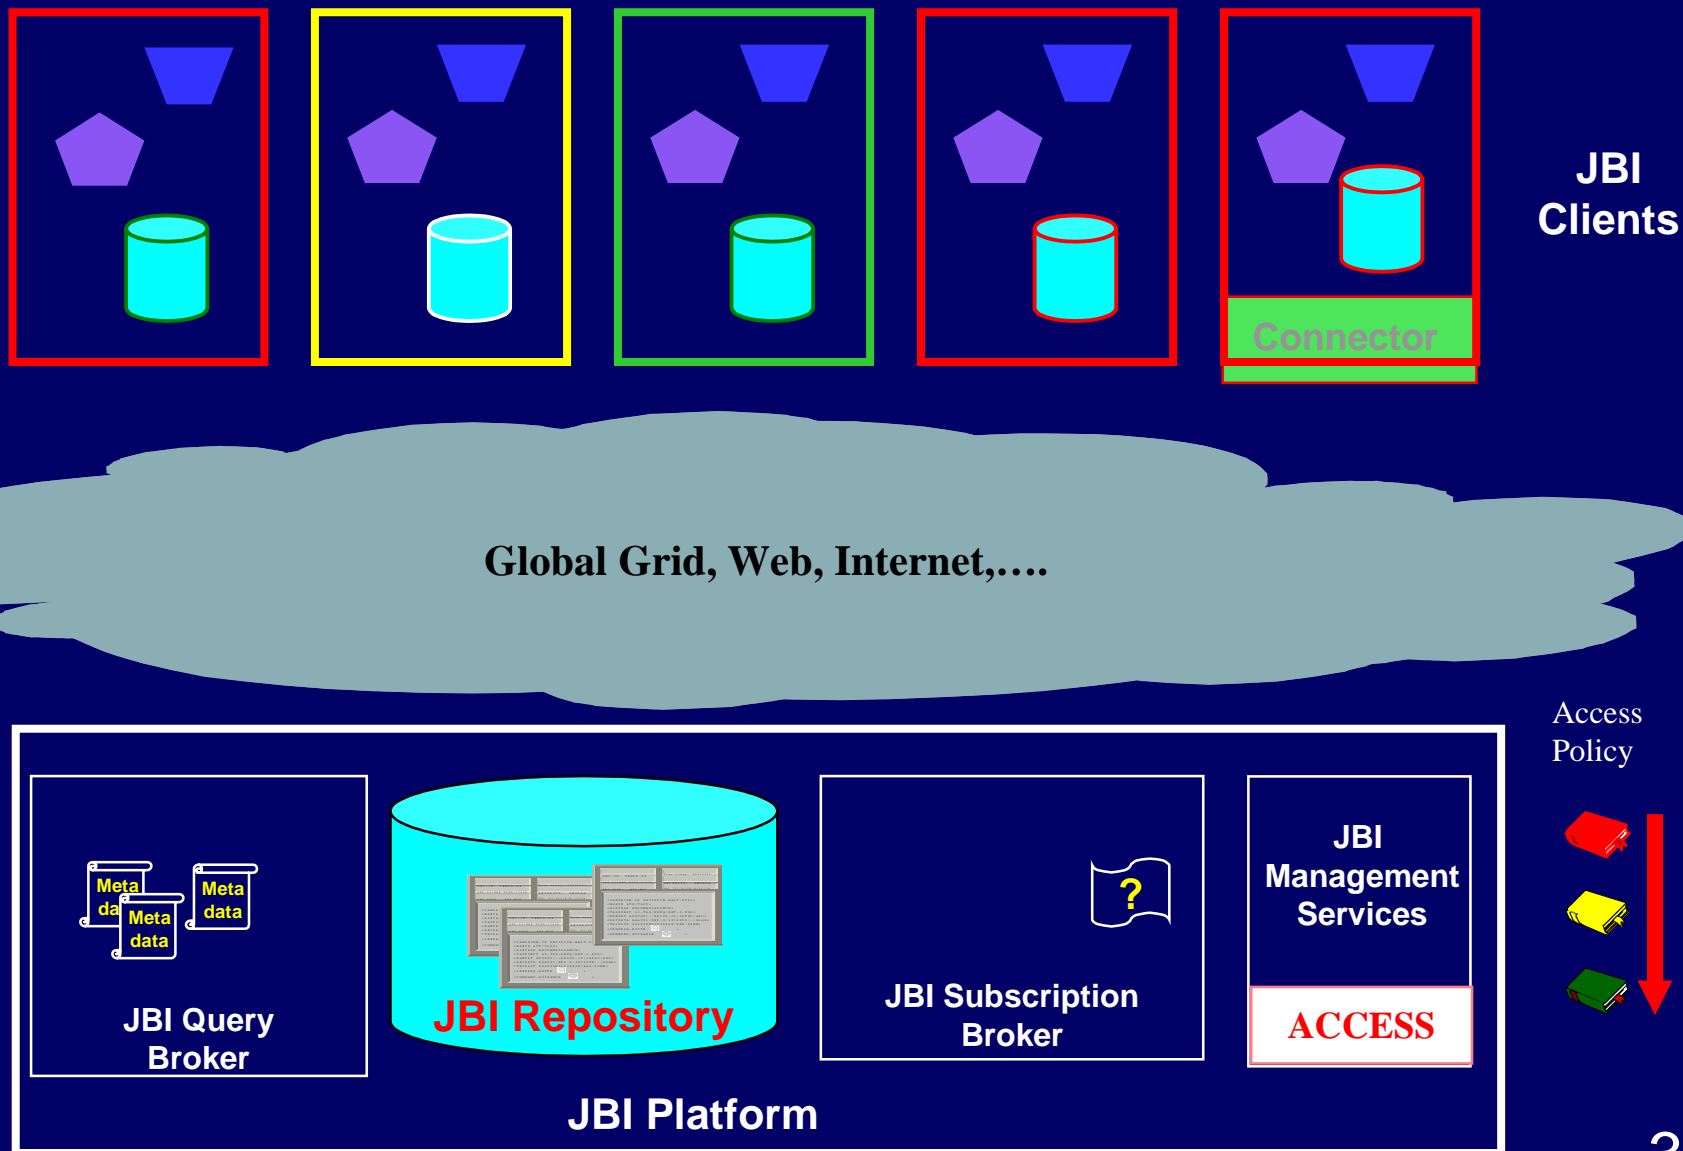 JBI
Clients
Connector
Global Grid, Web, Internet,….
Access
Policy
Meta
da
Meta
data
Meta
data
JBI Query
Broker
JBI Repository
?
JBI Subscription
Broker
JBI
Management
Services
ACCESS
JBI Platform